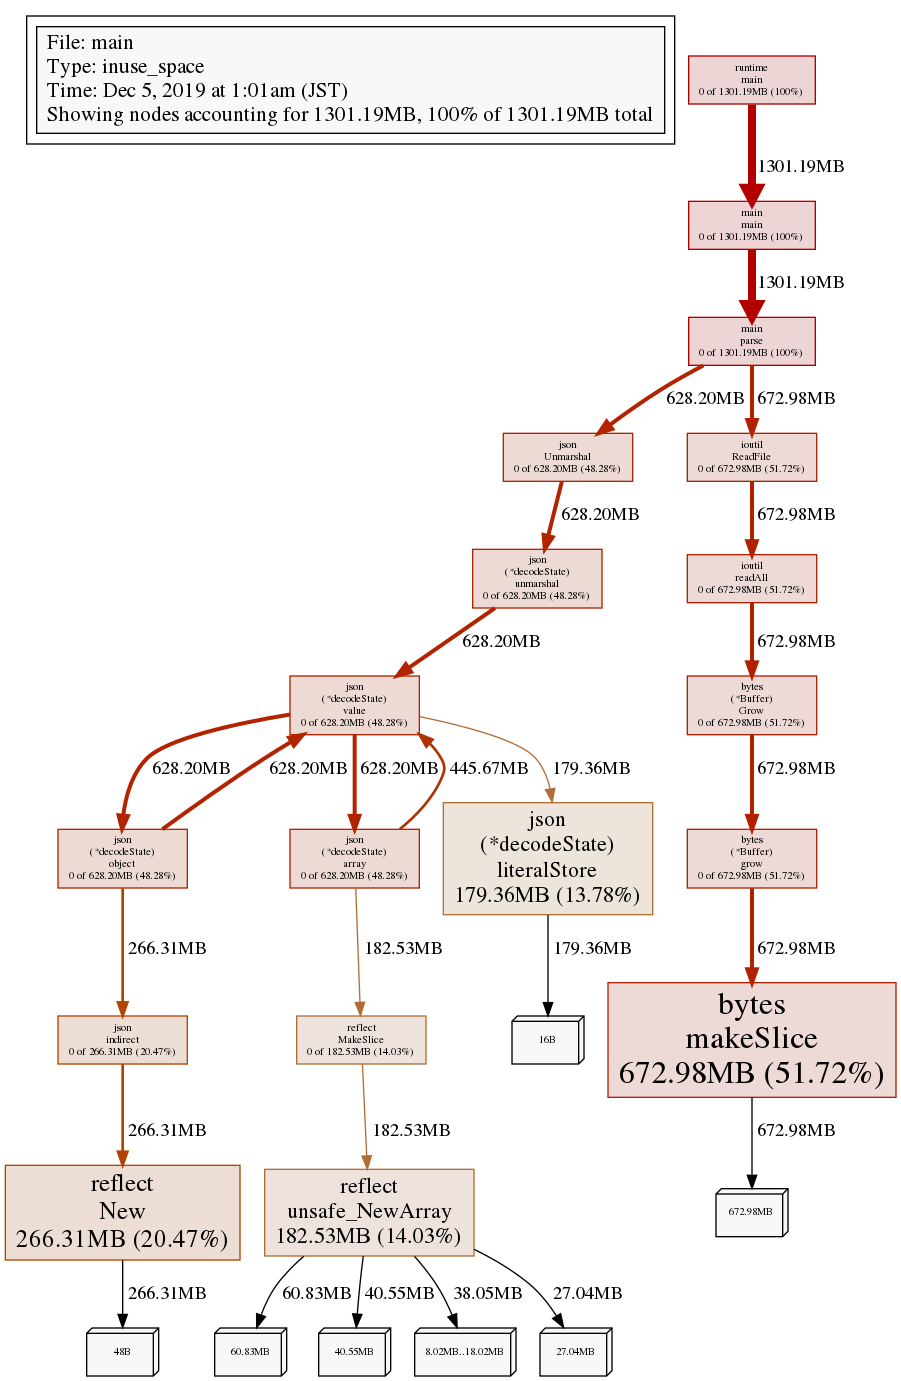 File: main
Type: inuse_space
Time: Dec 5, 2019 at 1:01am (JST)
Showing nodes accounting for 1301.19MB, 100% of 1301.19MB total
runtime
main
0 of 1301.19MB (100%)
1301.19MB
main
main
0 of 1301.19MB (100%)
1301.19MB
main
parse
0 of 1301.19MB (100%)
628.20MB
672.98MB
json
Unmarshal
0 of 628.20MB (48.28%)
ioutil
ReadFile
0 of 672.98MB (51.72%)
628.20MB
672.98MB
json
(*decodeState)
unmarshal
0 of 628.20MB (48.28%)
ioutil
readAll
0 of 672.98MB (51.72%)
628.20MB
672.98MB
json
(*decodeState)
value
0 of 628.20MB (48.28%)
bytes
(*Buffer)
Grow
0 of 672.98MB (51.72%)
628.20MB
628.20MB
628.20MB
445.67MB
179.36MB
672.98MB
json
(*decodeState)
object
0 of 628.20MB (48.28%)
json
(*decodeState)
array
0 of 628.20MB (48.28%)
json
(*decodeState)
literalStore
179.36MB (13.78%)
bytes
(*Buffer)
grow
0 of 672.98MB (51.72%)
266.31MB
182.53MB
179.36MB
672.98MB
json
indirect
0 of 266.31MB (20.47%)
reflect
MakeSlice
0 of 182.53MB (14.03%)
16B
bytes
makeSlice
672.98MB (51.72%)
266.31MB
182.53MB
672.98MB
reflect
New
266.31MB (20.47%)
reflect
unsafe_NewArray
182.53MB (14.03%)
672.98MB
266.31MB
60.83MB
40.55MB
38.05MB
27.04MB
48B
60.83MB
40.55MB
8.02MB..18.02MB
27.04MB